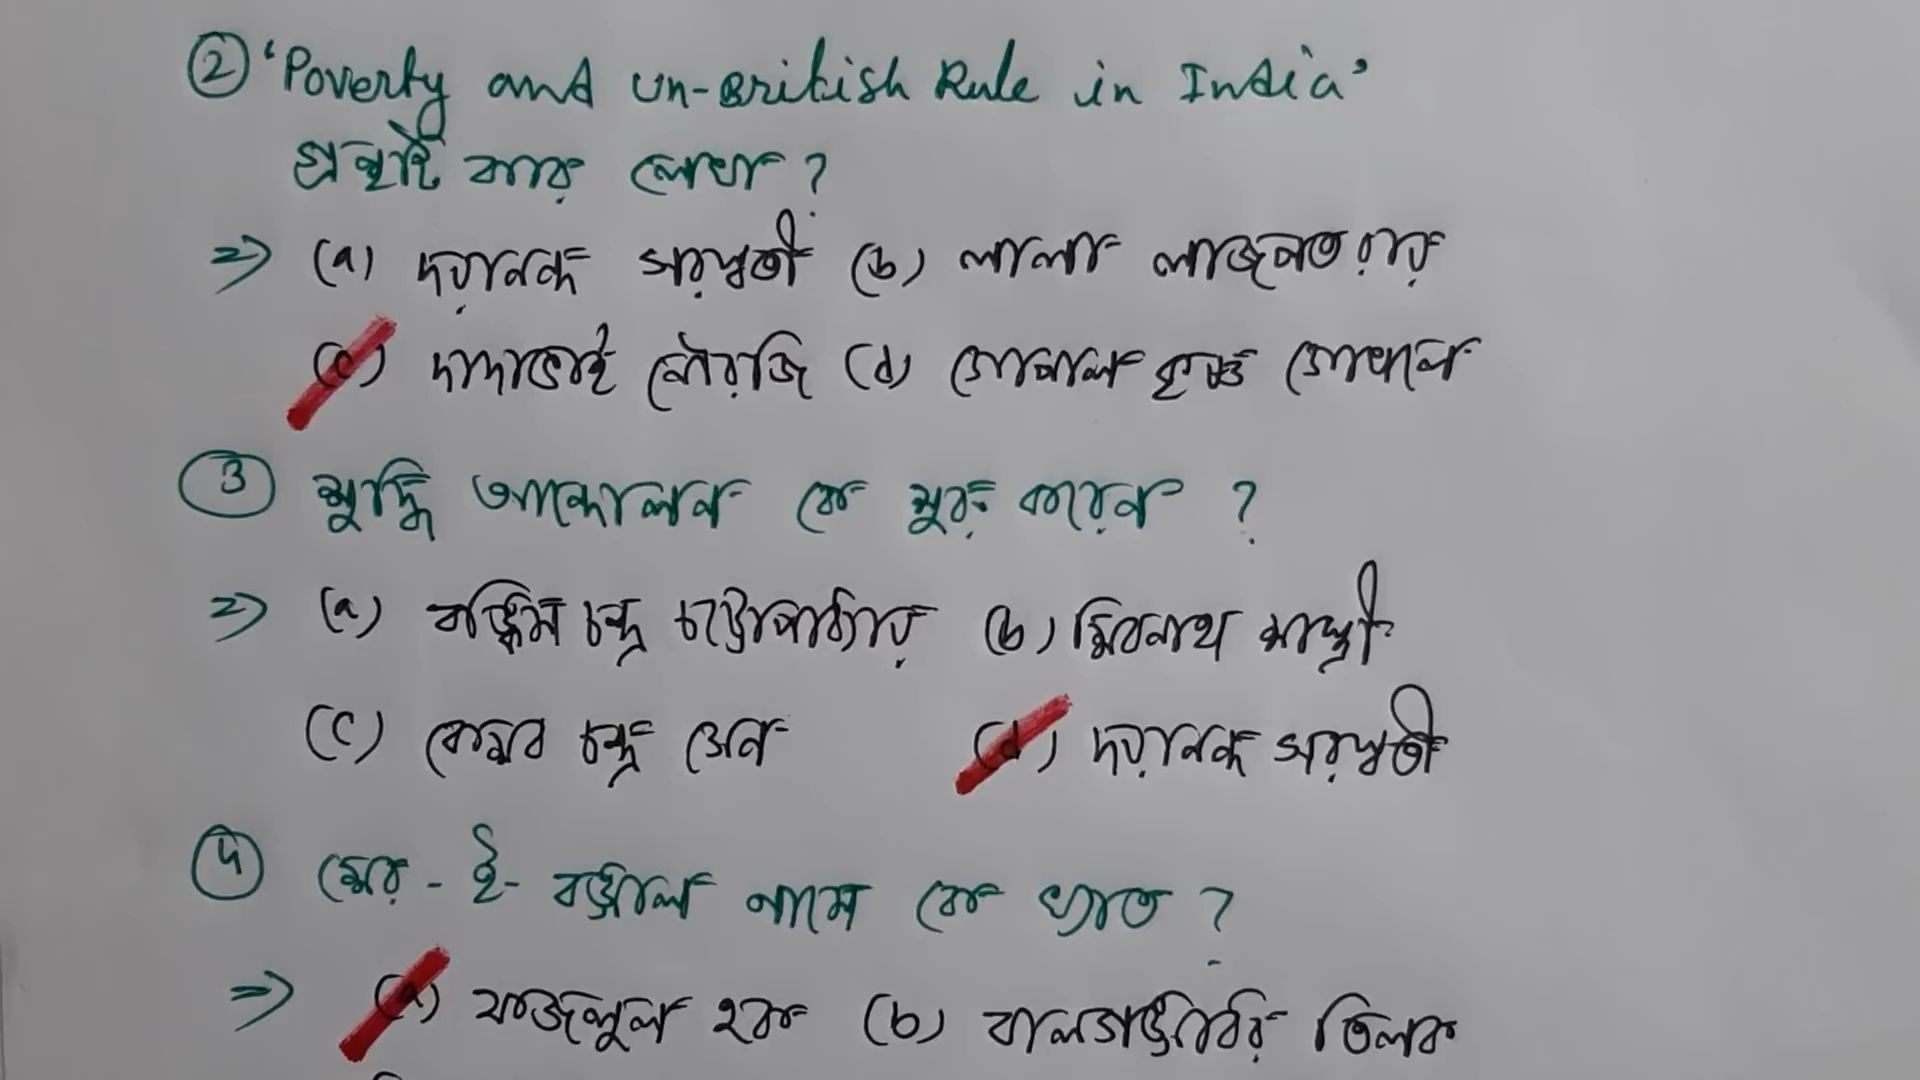 ② 'Poverty and un-British Rule in India'
গ্রন্থটি কার লেখা ?
=> (a) দয়ানন্দ সরস্বতী (b) লালা লাজপত রায়
(c) দাদাভাই নৌরজি (d) গোপাল কৃষ্ণ গোখলে
③ শুদ্ধি আন্দোলন কে শুরু করেন ?
=> (a) বঙ্কিম চন্দ্র চট্টোপাধ্যায় (b) শিবনাথ শাস্ত্রী
(c) কেশব চন্দ্র সেন (d) দয়ানন্দ সরস্বতী
④ শের - ই - বঙ্গাল নামে কে খ্যাত ?
=> (a) ফজলুল হক (b) বালগঙ্গাধর তিলক